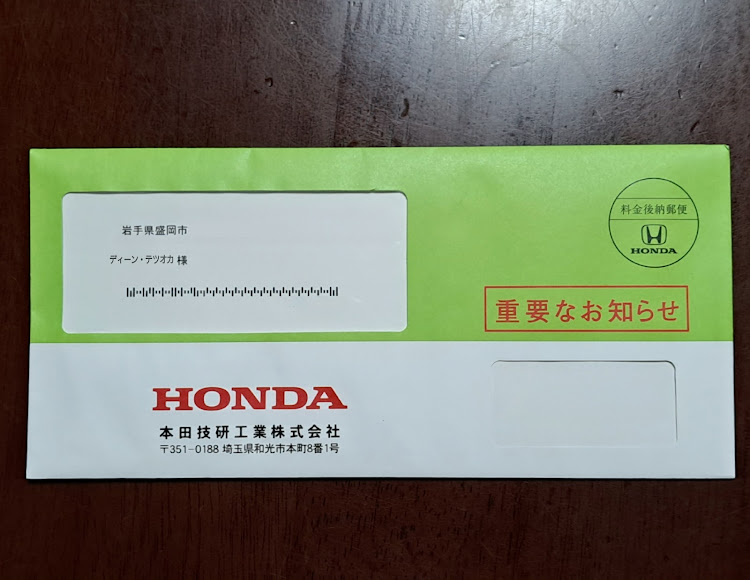 岩手県盛岡市
ディーン・テツオカ 様
料金後納郵便
HONDA
重要なお知らせ
HONDA
本田技研工業株式会社
〒351-0188 埼玉県和光市本町8番1号